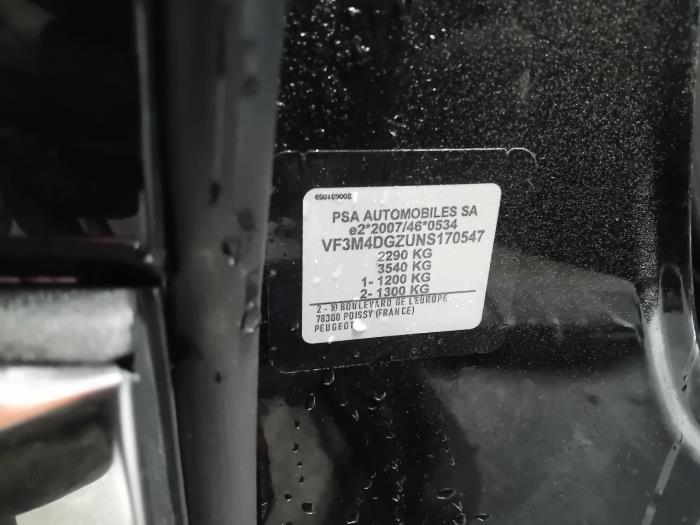 200681069
PSA AUTOMOBILES SA
e2*2007/46*0534
VF3M4DGZUNS170547
2290 KG
3540 KG
1- 1200 KG
2- 1300 KG
2 - 10 BOULEVARD DE L'EUROPE
78300 POISSY (FRANCE)
PEUGEOT